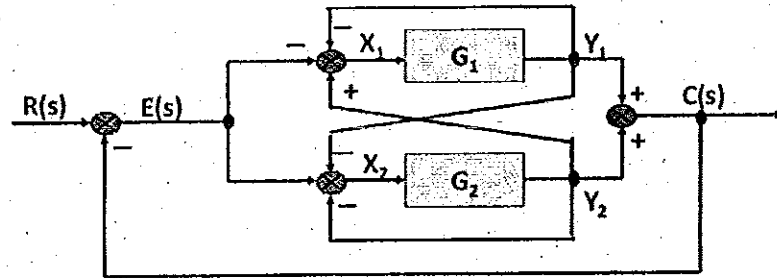 −
−
X₁
G₁
Y₁
+
+
R(s)
E(s)
C(s)
−
−
+
X₂
G₂
−
Y₂